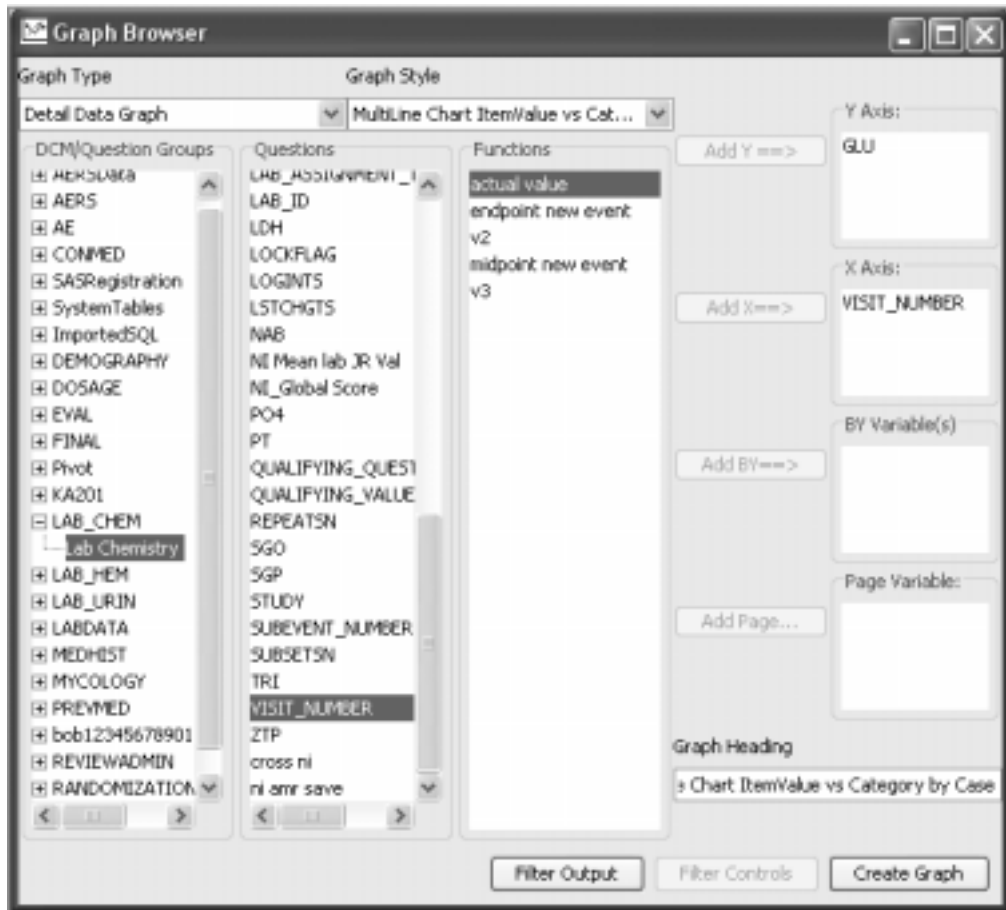 Graph Browser
Graph Type
Graph Style
Detail Data Graph
MultiLine Chart ItemValue vs Cat...
DCM/Question Groups
AERSData
AERS
AE
CONMED
SASRegistration
SystemTables
ImportedSQL
DEMOGRAPHY
DOSAGE
EVAL
FINAL
Pivot
KA201
LAB_CHEM
Lab Chemistry
LAB_HEM
LAB_URIN
LABDATA
MEDHIST
MYCOLOGY
PREVMED
bob12345678901
REVIEWADMIN
RANDOMIZATION
Questions
LAB_ASSIGNMENT_T
LAB_ID
LDH
LOCKFLAG
LOGINTS
LSTCHGTS
NAB
NI Mean lab JR Val
NI_Global Score
PO4
PT
QUALIFYING_QUEST
QUALIFYING_VALUE
REPEATSN
SGO
SGP
STUDY
SUBEVENT_NUMBER
SUBSETSN
TRI
VISIT_NUMBER
ZTP
cross ni
ni amr save
Functions
actual value
endpoint new event
v2
midpoint new event
v3
Add Y ==>
Y Axis:
GLU
Add X==>
X Axis:
VISIT_NUMBER
Add BY==>
BY Variable(s)
Add Page...
Page Variable:
Graph Heading
e Chart ItemValue vs Category by Case
Filter Output
Filter Controls
Create Graph